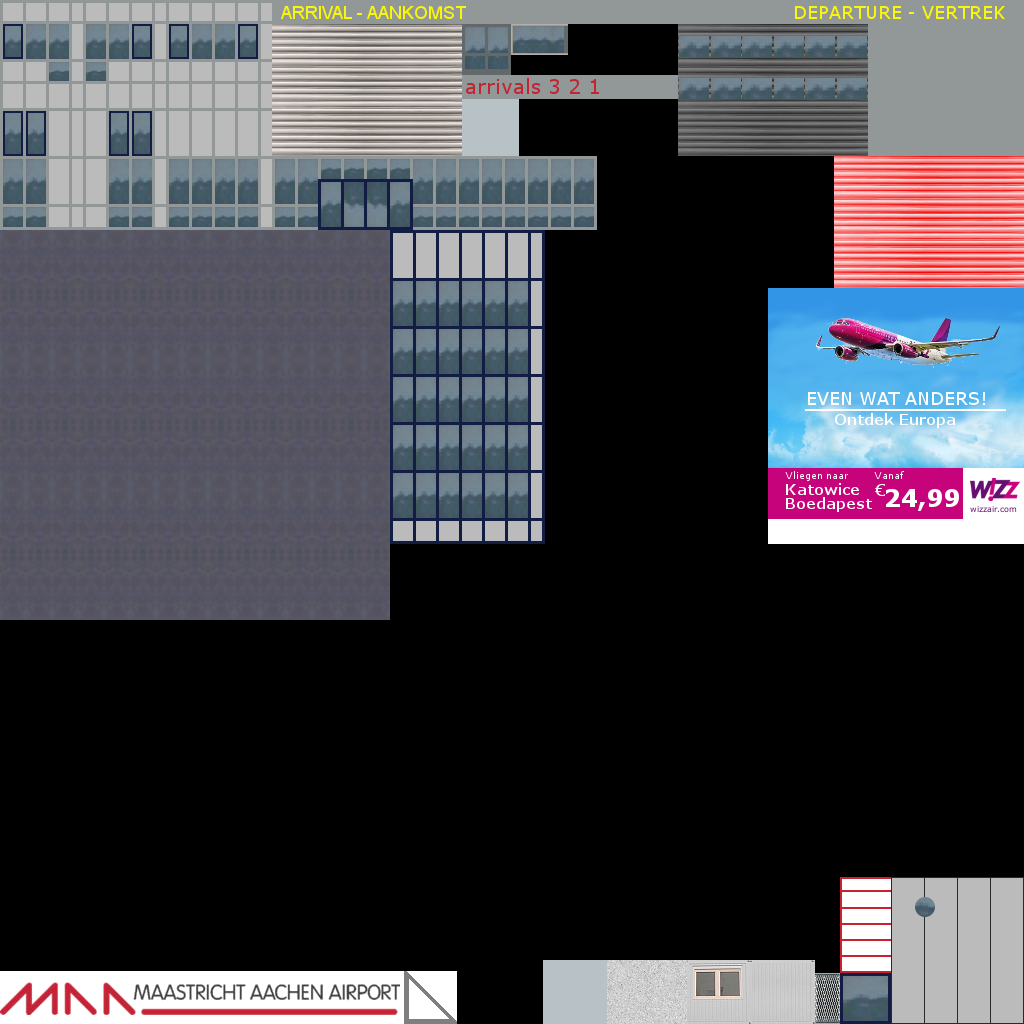 ARRIVAL - AANKOMST
DEPARTURE - VERTREK
arrivals 3 2 1
EVEN WAT ANDERS!
Ontdek Europa
Vliegen naar
Katowice
Boedapest
Vanaf
€24,99
WIZZ
wizzair.com
MAA
MAASTRICHT AACHEN AIRPORT